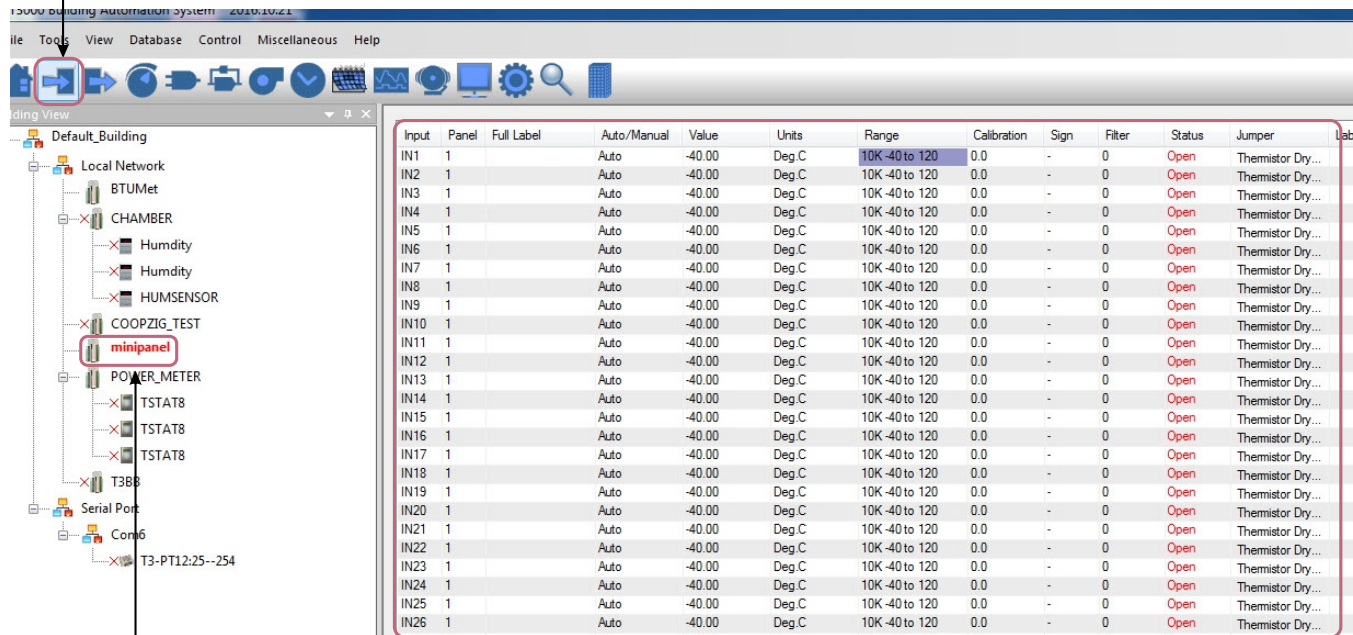 T3000 Building Automation System 2016.10.21
ile Tools View Database Control Miscellaneous Help
lding View
Default_Building
Local Network
BTUMet
CHAMBER
Humdity
Humdity
HUMSENSOR
COOPZIG_TEST
minipanel
POWER_METER
TSTAT8
TSTAT8
TSTAT8
T3BB
Serial Port
Com6
T3-PT12:25--254
Input Panel Full Label Auto/Manual Value Units Range Calibration Sign Filter Status Jumper Lab
IN1 1 Auto -40.00 Deg.C 10K -40 to 120 0.0 - 0 Open Thermistor Dry...
IN2 1 Auto -40.00 Deg.C 10K -40 to 120 0.0 - 0 Open Thermistor Dry...
IN3 1 Auto -40.00 Deg.C 10K -40 to 120 0.0 - 0 Open Thermistor Dry...
IN4 1 Auto -40.00 Deg.C 10K -40 to 120 0.0 - 0 Open Thermistor Dry...
IN5 1 Auto -40.00 Deg.C 10K -40 to 120 0.0 - 0 Open Thermistor Dry...
IN6 1 Auto -40.00 Deg.C 10K -40 to 120 0.0 - 0 Open Thermistor Dry...
IN7 1 Auto -40.00 Deg.C 10K -40 to 120 0.0 - 0 Open Thermistor Dry...
IN8 1 Auto -40.00 Deg.C 10K -40 to 120 0.0 - 0 Open Thermistor Dry...
IN9 1 Auto -40.00 Deg.C 10K -40 to 120 0.0 - 0 Open Thermistor Dry...
IN10 1 Auto -40.00 Deg.C 10K -40 to 120 0.0 - 0 Open Thermistor Dry...
IN11 1 Auto -40.00 Deg.C 10K -40 to 120 0.0 - 0 Open Thermistor Dry...
IN12 1 Auto -40.00 Deg.C 10K -40 to 120 0.0 - 0 Open Thermistor Dry...
IN13 1 Auto -40.00 Deg.C 10K -40 to 120 0.0 - 0 Open Thermistor Dry...
IN14 1 Auto -40.00 Deg.C 10K -40 to 120 0.0 - 0 Open Thermistor Dry...
IN15 1 Auto -40.00 Deg.C 10K -40 to 120 0.0 - 0 Open Thermistor Dry...
IN16 1 Auto -40.00 Deg.C 10K -40 to 120 0.0 - 0 Open Thermistor Dry...
IN17 1 Auto -40.00 Deg.C 10K -40 to 120 0.0 - 0 Open Thermistor Dry...
IN18 1 Auto -40.00 Deg.C 10K -40 to 120 0.0 - 0 Open Thermistor Dry...
IN19 1 Auto -40.00 Deg.C 10K -40 to 120 0.0 - 0 Open Thermistor Dry...
IN20 1 Auto -40.00 Deg.C 10K -40 to 120 0.0 - 0 Open Thermistor Dry...
IN21 1 Auto -40.00 Deg.C 10K -40 to 120 0.0 - 0 Open Thermistor Dry...
IN22 1 Auto -40.00 Deg.C 10K -40 to 120 0.0 - 0 Open Thermistor Dry...
IN23 1 Auto -40.00 Deg.C 10K -40 to 120 0.0 - 0 Open Thermistor Dry...
IN24 1 Auto -40.00 Deg.C 10K -40 to 120 0.0 - 0 Open Thermistor Dry...
IN25 1 Auto -40.00 Deg.C 10K -40 to 120 0.0 - 0 Open Thermistor Dry...
IN26 1 Auto -40.00 Deg.C 10K -40 to 120 0.0 - 0 Open Thermistor Dry...